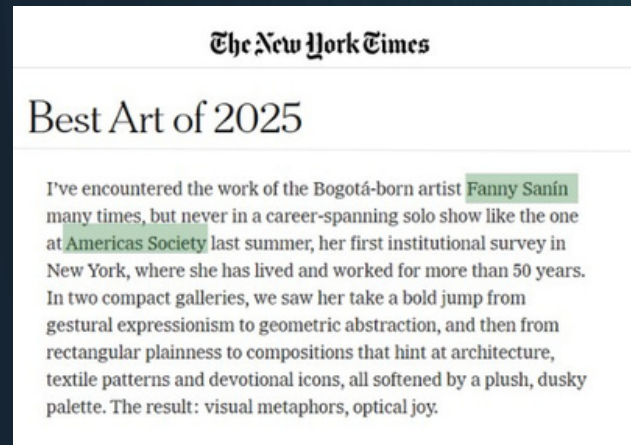 The New York Times
Best Art of 2025
I've encountered the work of the Bogotá-born artist Fanny Sanín
many times, but never in a career-spanning solo show like the one
at Americas Society last summer, her first institutional survey in
New York, where she has lived and worked for more than 50 years.
In two compact galleries, we saw her take a bold jump from
gestural expressionism to geometric abstraction, and then from
rectangular plainness to compositions that hint at architecture,
textile patterns and devotional icons, all softened by a plush, dusky
palette. The result: visual metaphors, optical joy.